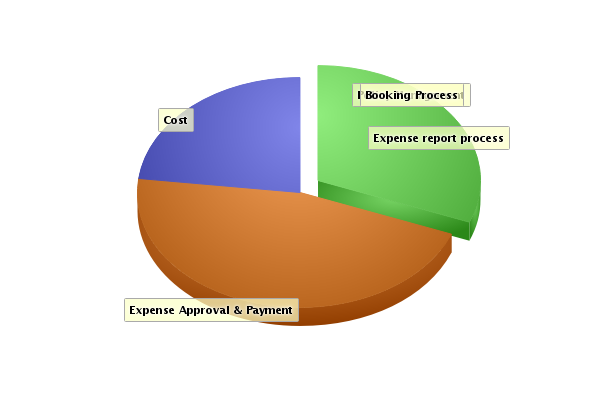 Booking Process
Cost
Expense report process
Expense Approval & Payment